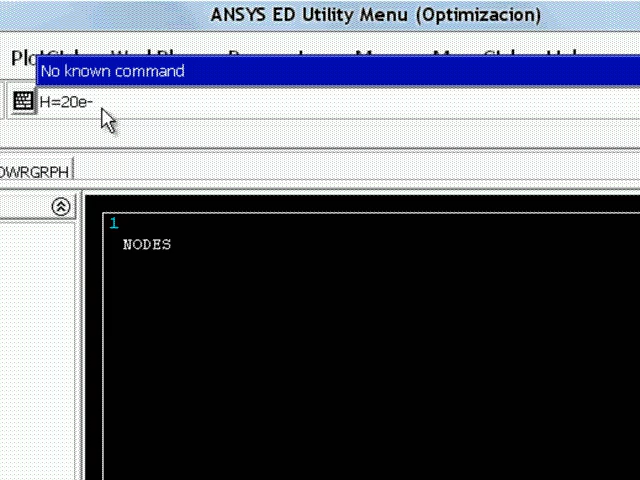 ANSYS ED Utility Menu (Optimizacion)
No known command
H=20e-
OWRGRPH
1
NODES